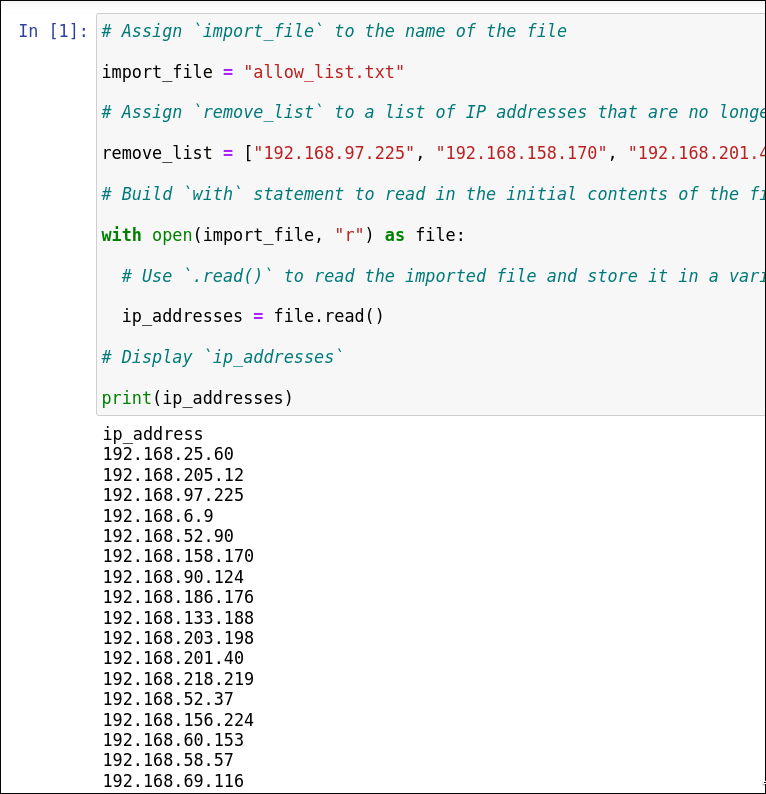 In [1]: # Assign `import_file` to the name of the file
import_file = "allow_list.txt"
# Assign `remove_list` to a list of IP addresses that are no longe
remove_list = ["192.168.97.225", "192.168.158.170", "192.168.201.4
# Build `with` statement to read in the initial contents of the fi
with open(import_file, "r") as file:
  # Use `.read()` to read the imported file and store it in a vari
  ip_addresses = file.read()
# Display `ip_addresses`
print(ip_addresses)
ip_address
192.168.25.60
192.168.205.12
192.168.97.225
192.168.6.9
192.168.52.90
192.168.158.170
192.168.90.124
192.168.186.176
192.168.133.188
192.168.203.198
192.168.201.40
192.168.218.219
192.168.52.37
192.168.156.224
192.168.60.153
192.168.58.57
192.168.69.116